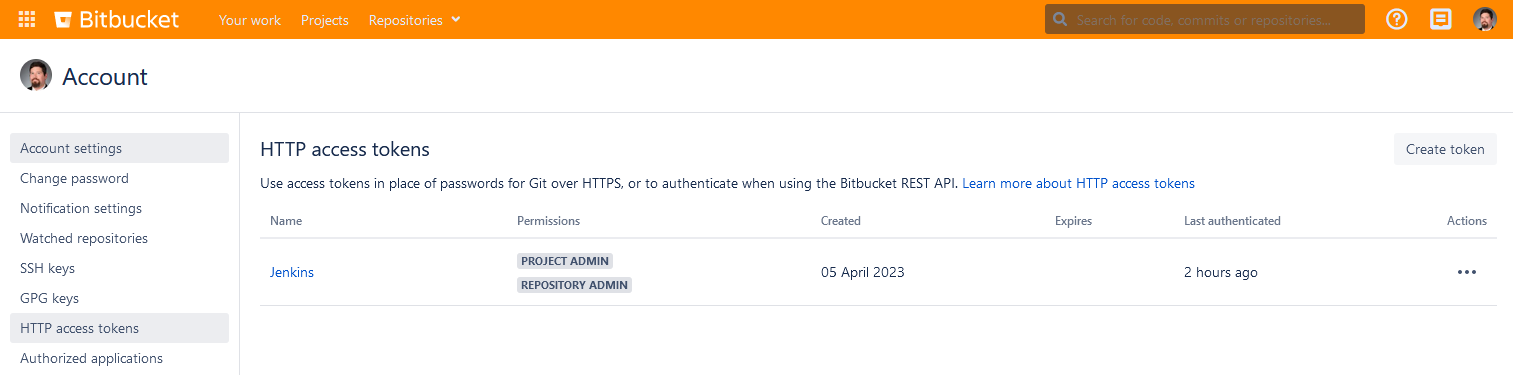 Bitbucket Your work Projects Repositories Search for code, commits or repositories...
Account
Account settings
Change password
Notification settings
Watched repositories
SSH keys
GPG keys
HTTP access tokens
Authorized applications
HTTP access tokens Create token
Use access tokens in place of passwords for Git over HTTPS, or to authenticate when using the Bitbucket REST API. Learn more about HTTP access tokens
Name Permissions Created Expires Last authenticated Actions
Jenkins PROJECT ADMIN 05 April 2023 2 hours ago
REPOSITORY ADMIN